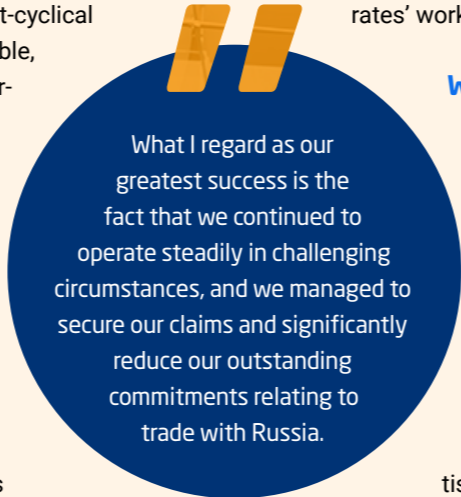 t-cyclical
ble,
r-
rates' work
W
What I regard as our
greatest success is the
fact that we continued to
operate steadily in challenging
circumstances, and we managed to
secure our claims and significantly
reduce our outstanding
commitments relating to
trade with Russia.
s
tis